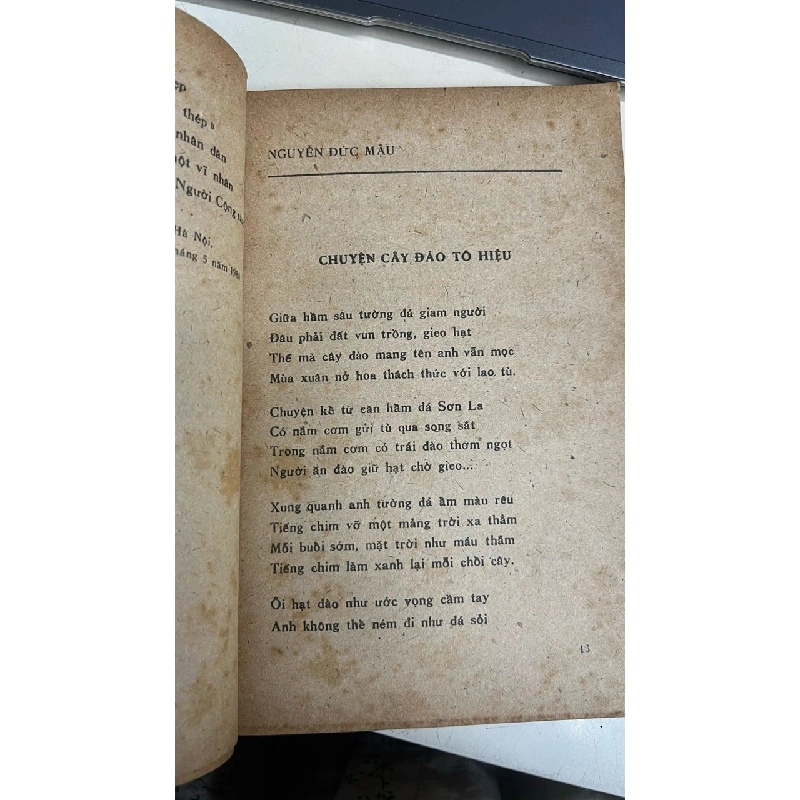 ẹp
thép »
nhân dân
ột vĩ nhân
Người Cộng
Hà Nội,
háng 5 năm
NGUYỄN ĐỨC MẬU
CHUYỆN CÂY ĐÀO TÔ HIỆU
Giữa hầm sâu tường đá giam người
Đâu phải đất vun trồng, gieo hạt
Thế mà cây đào mang tên anh vẫn mọc
Mùa xuân nở hoa thách thức với lao tù.
Chuyện kể từ căn hầm đá Sơn La
Có nắm cơm gửi tù qua song sắt
Trong nắm cơm có trái đào thơm ngọt
Người ăn đào giữ hạt chờ gieo...
Xung quanh anh tường đá ẩm màu rêu
Tiếng chim vỡ một mảng trời xa thẳm
Mỗi buổi sớm, mặt trời như máu thắm
Tiếng chim làm xanh lại mỗi chồi cây.
Ôi hạt đào như ước vọng cầm tay
Anh không thể ném đi như đá sỏi
13